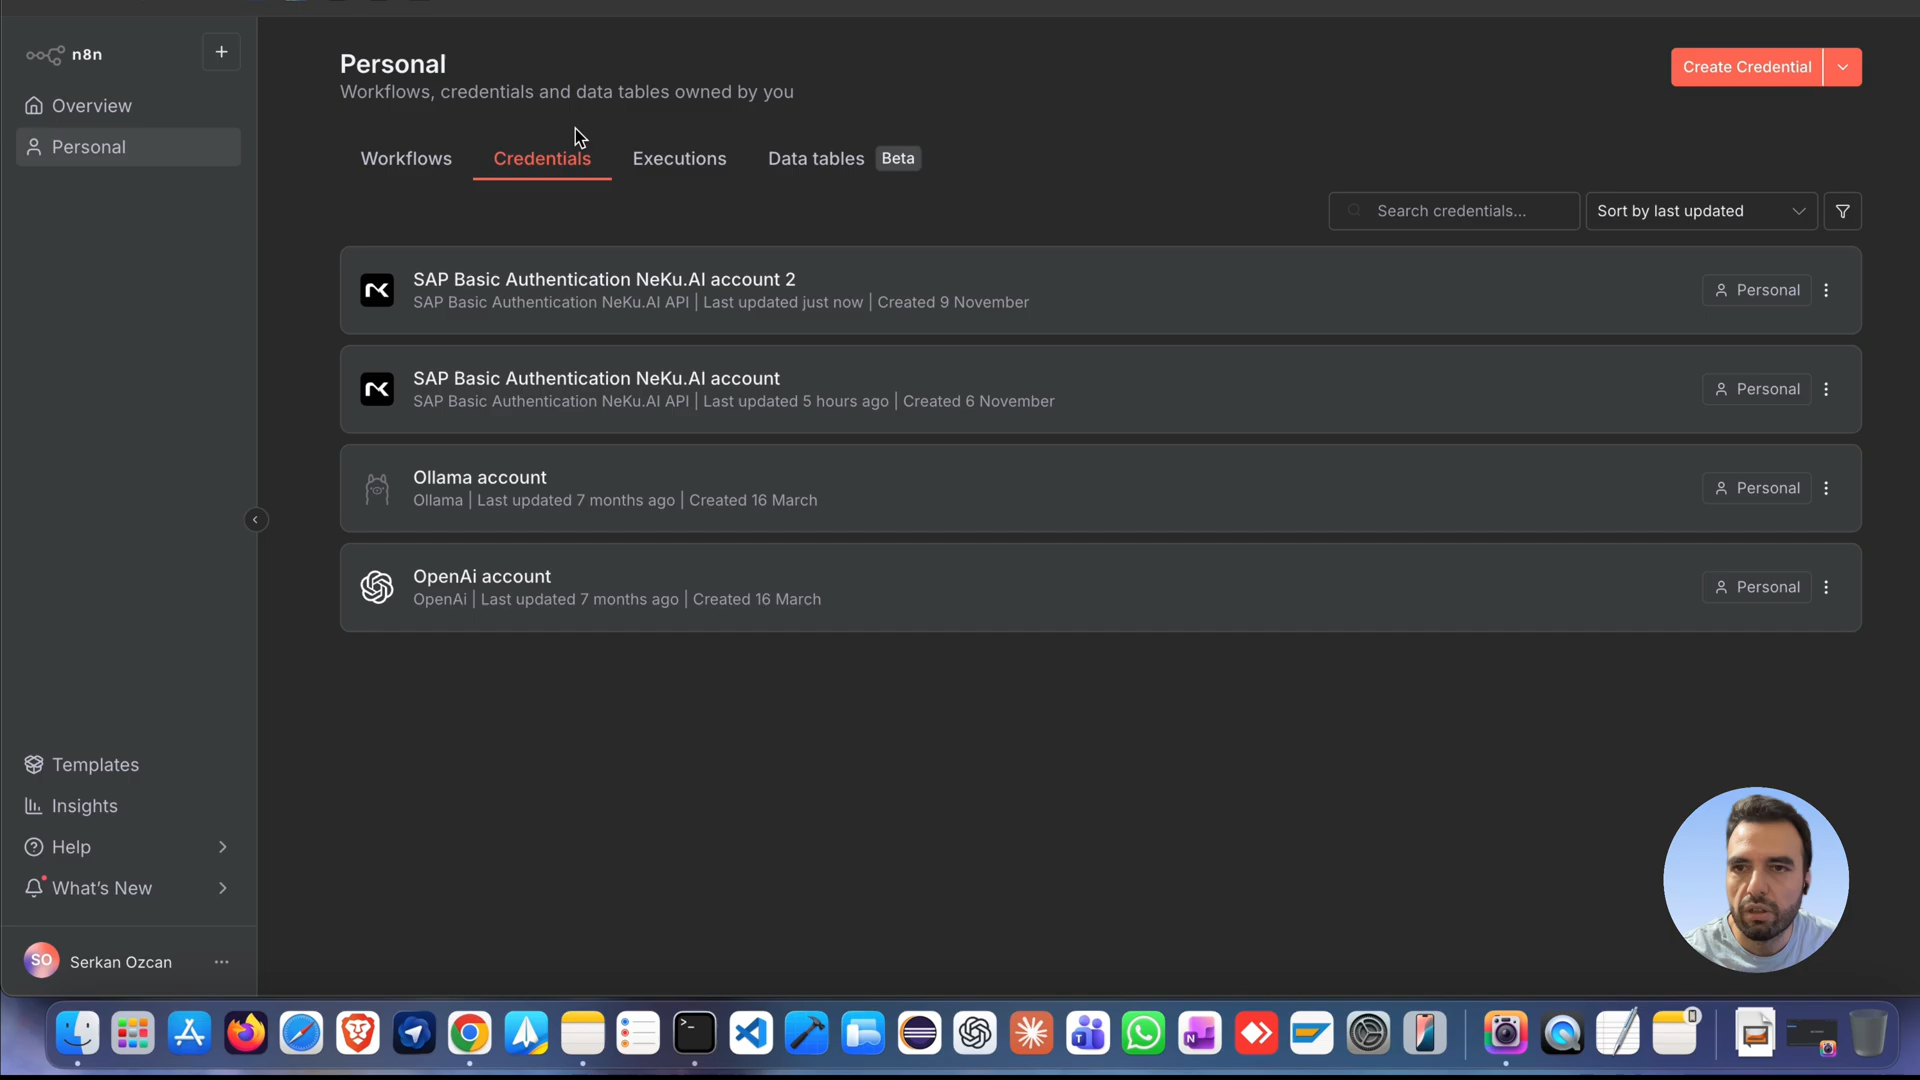 n8n
+
Overview
Personal
Templates
Insights
Help
What's New
SO
Serkan Ozcan
Personal
Workflows, credentials and data tables owned by you
Create Credential
Workflows
Credentials
Executions
Data tables
Beta
Search credentials...
Sort by last updated
SAP Basic Authentication NeKu.AI account 2
SAP Basic Authentication NeKu.AI API | Last updated just now | Created 9 November
Personal
SAP Basic Authentication NeKu.AI account
SAP Basic Authentication NeKu.AI API | Last updated 5 hours ago | Created 6 November
Personal
Ollama account
Ollama | Last updated 7 months ago | Created 16 March
Personal
OpenAi account
OpenAi | Last updated 7 months ago | Created 16 March
Personal